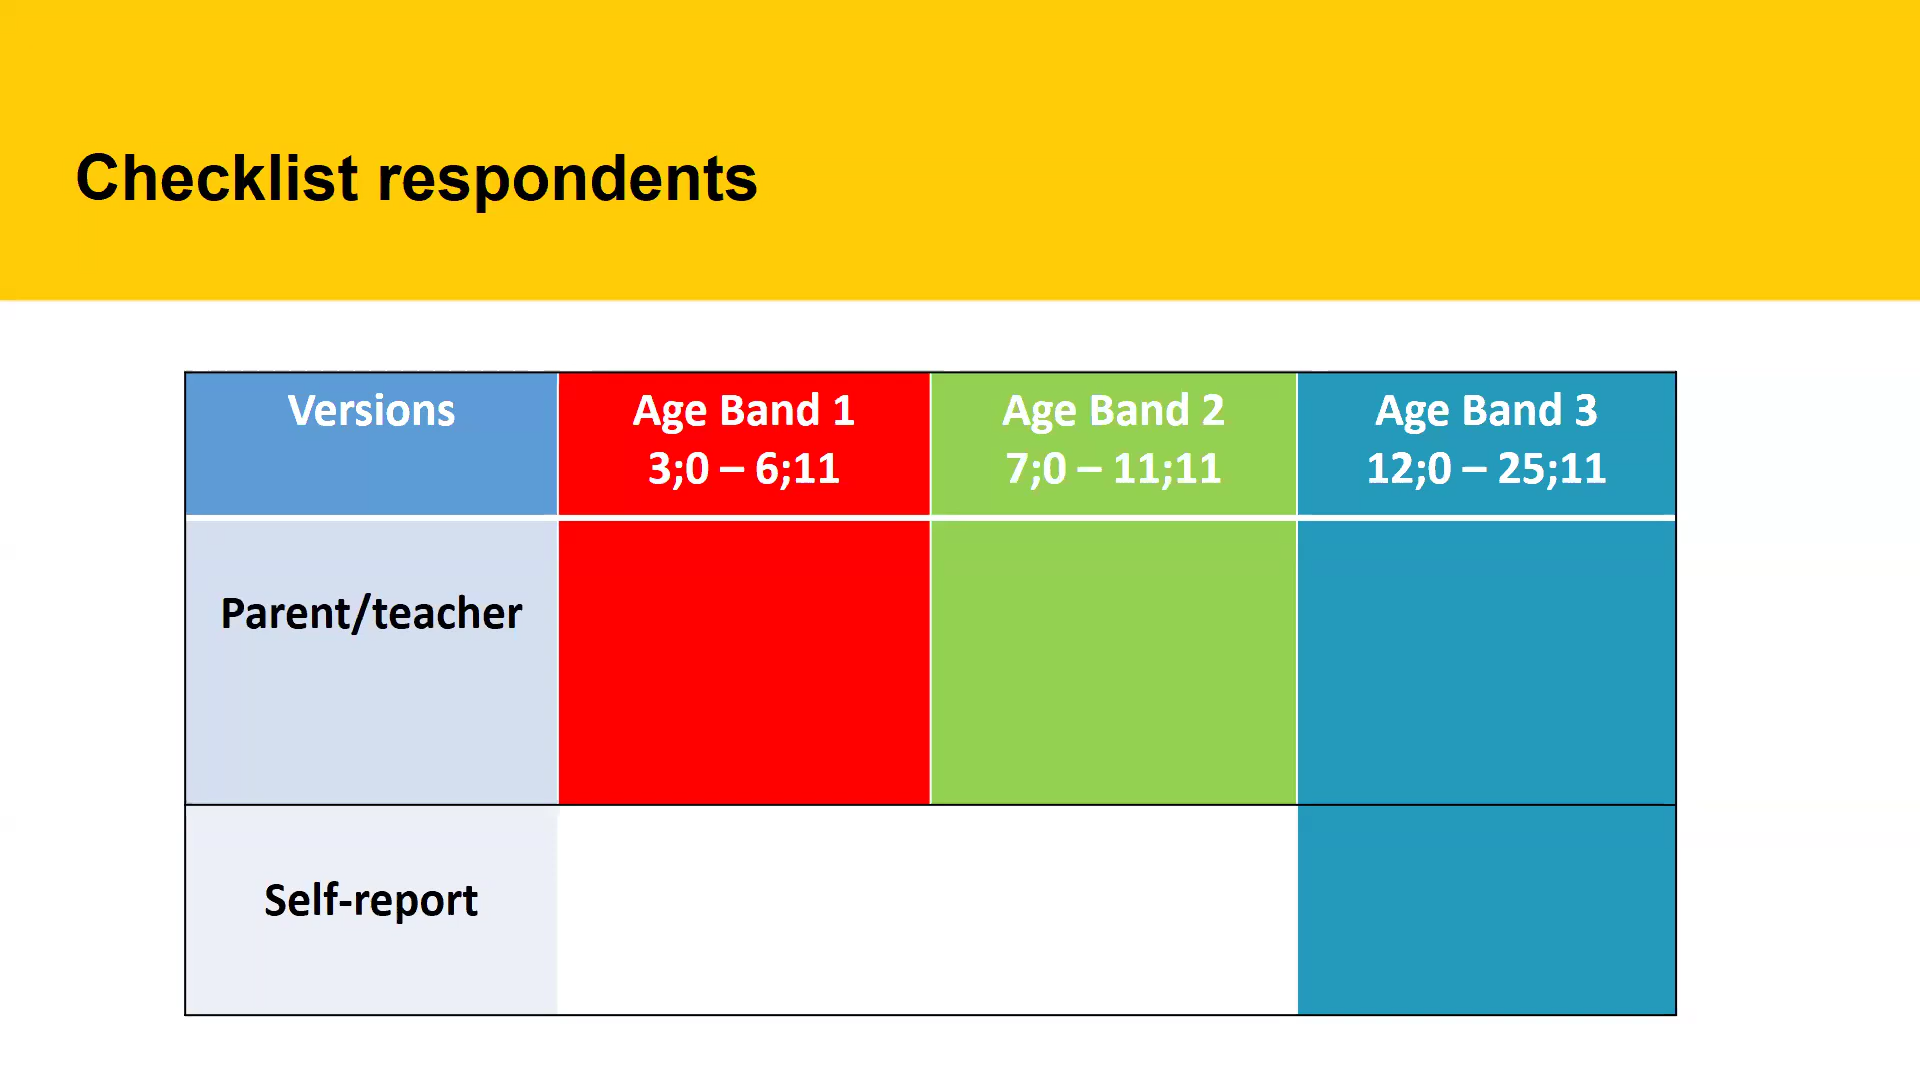 Checklist respondents
Versions
Age Band 1
3;0 – 6;11
Age Band 2
7;0 – 11;11
Age Band 3
12;0 – 25;11
Parent/teacher
Self-report